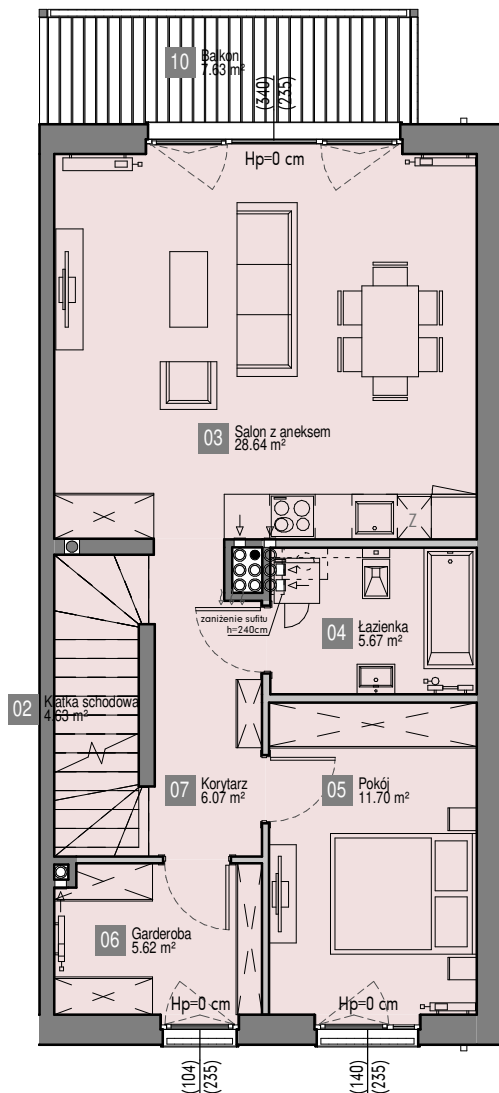 10 Balkon
7.63 m²
(340)
(235)
Hp=0 cm
03 Salon z aneksem
28.64 m²
Z
zaniżenie sufitu
h=240cm
04 Łazienka
5.67 m²
02 Klatka schodowa
4.63 m²
07 Korytarz
6.07 m²
05 Pokój
11.70 m²
06 Garderoba
5.62 m²
Hp=0 cm
Hp=0 cm
(104)
(235)
(140)
(235)